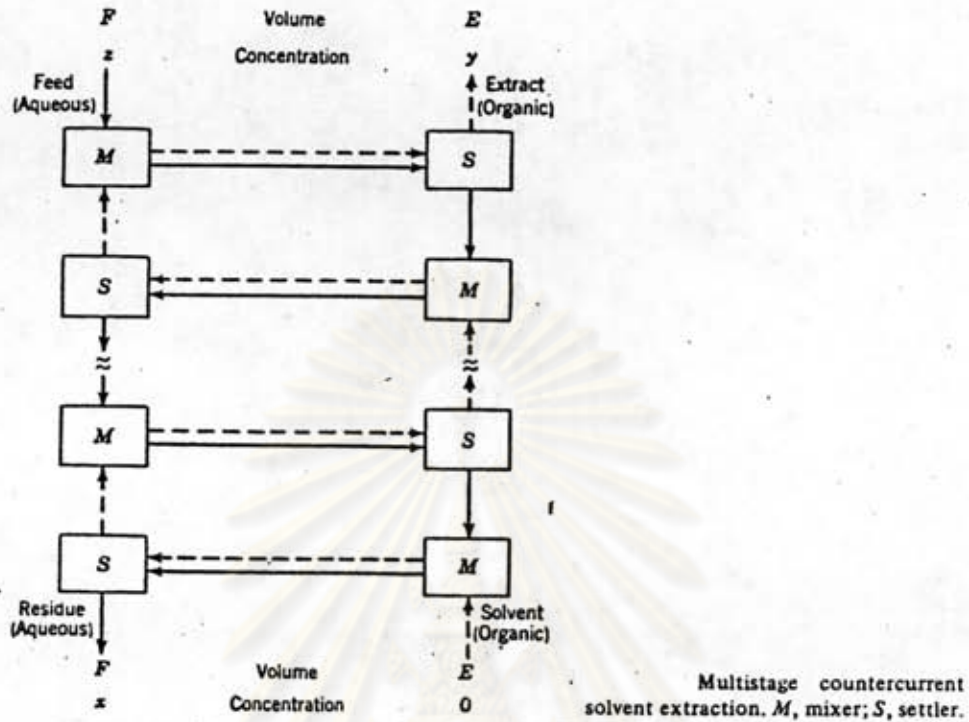 F Volume E
z Concentration y
Feed Extract
(Aqueous) (Organic)
M S
S M
≈ ≈
M S
S M
Residue Solvent
(Aqueous) (Organic)
F Volume E
x Concentration 0
Multistage countercurrent
solvent extraction. M, mixer; S, settler.